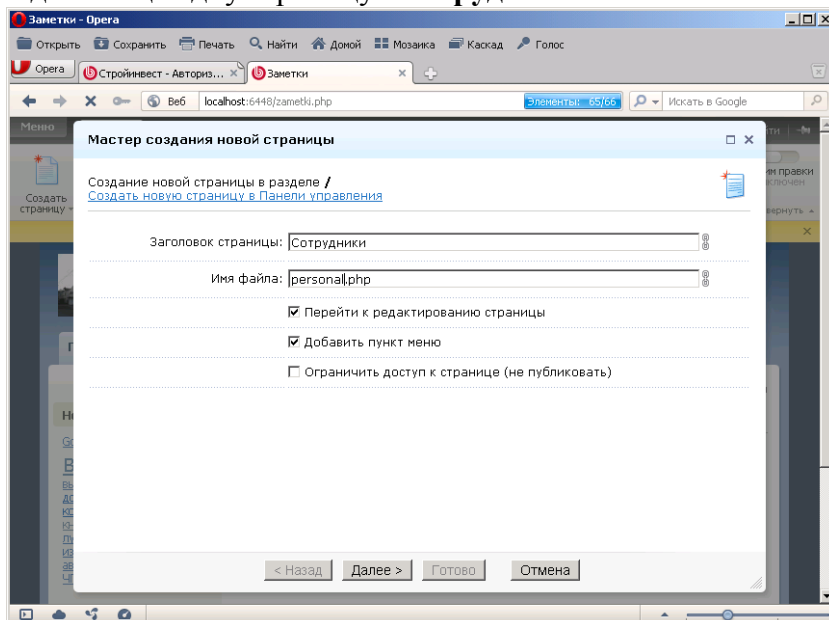 Заметки - Opera
Открыть Сохранить Печать Найти Домой Мозаика Каскад Голос
Opera Стройинвест - Авториз... Заметки
Веб localhost:6448/zametki.php Элементы: 65/66 Искать в Google
Меню
Мастер создания новой страницы
Создание новой страницы в разделе /
Создать новую страницу в Панели управления
Создать
страницу
Заголовок страницы: Сотрудники
Имя файла: personal.php
Перейти к редактированию страницы
Добавить пункт меню
Ограничить доступ к странице (не публиковать)
< Назад Далее > Готово Отмена